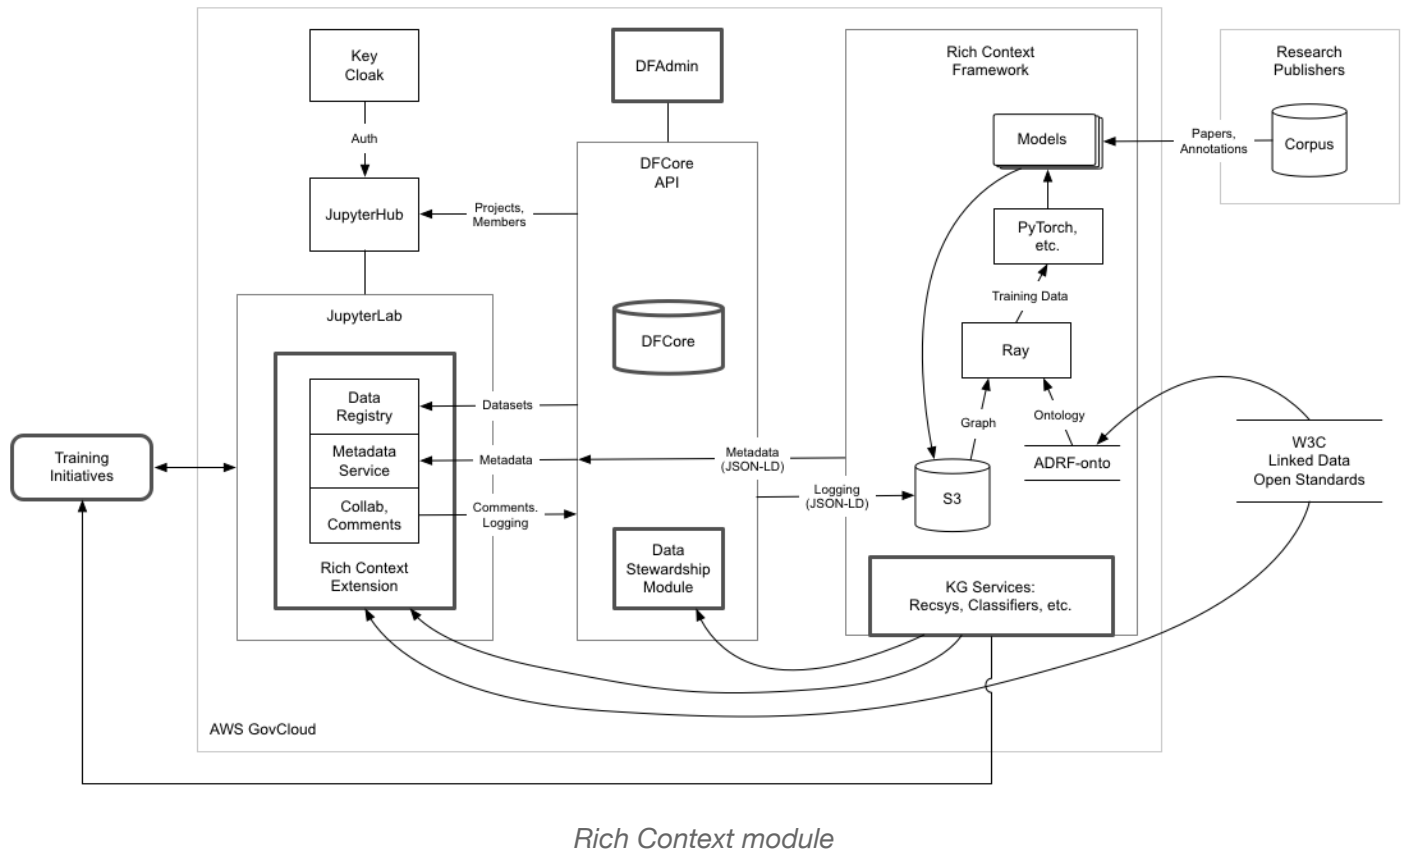 Key
Cloak
Auth
JupyterHub
Projects,
Members
DFAdmin
DFCore
API
DFCore
Data
Stewardship
Module
JupyterLab
Data
Registry
Metadata
Service
Collab,
Comments
Rich Context
Extension
Datasets
Metadata
Comments.
Logging
Training
Initiatives
Metadata
(JSON-LD)
Logging
(JSON-LD)
Rich Context
Framework
Models
PyTorch,
etc.
Training Data
Ray
Graph
Ontology
ADRF-onto
S3
KG Services:
Recsys, Classifiers, etc.
Research
Publishers
Papers,
Annotations
Corpus
W3C
Linked Data
Open Standards
AWS GovCloud
Rich Context module